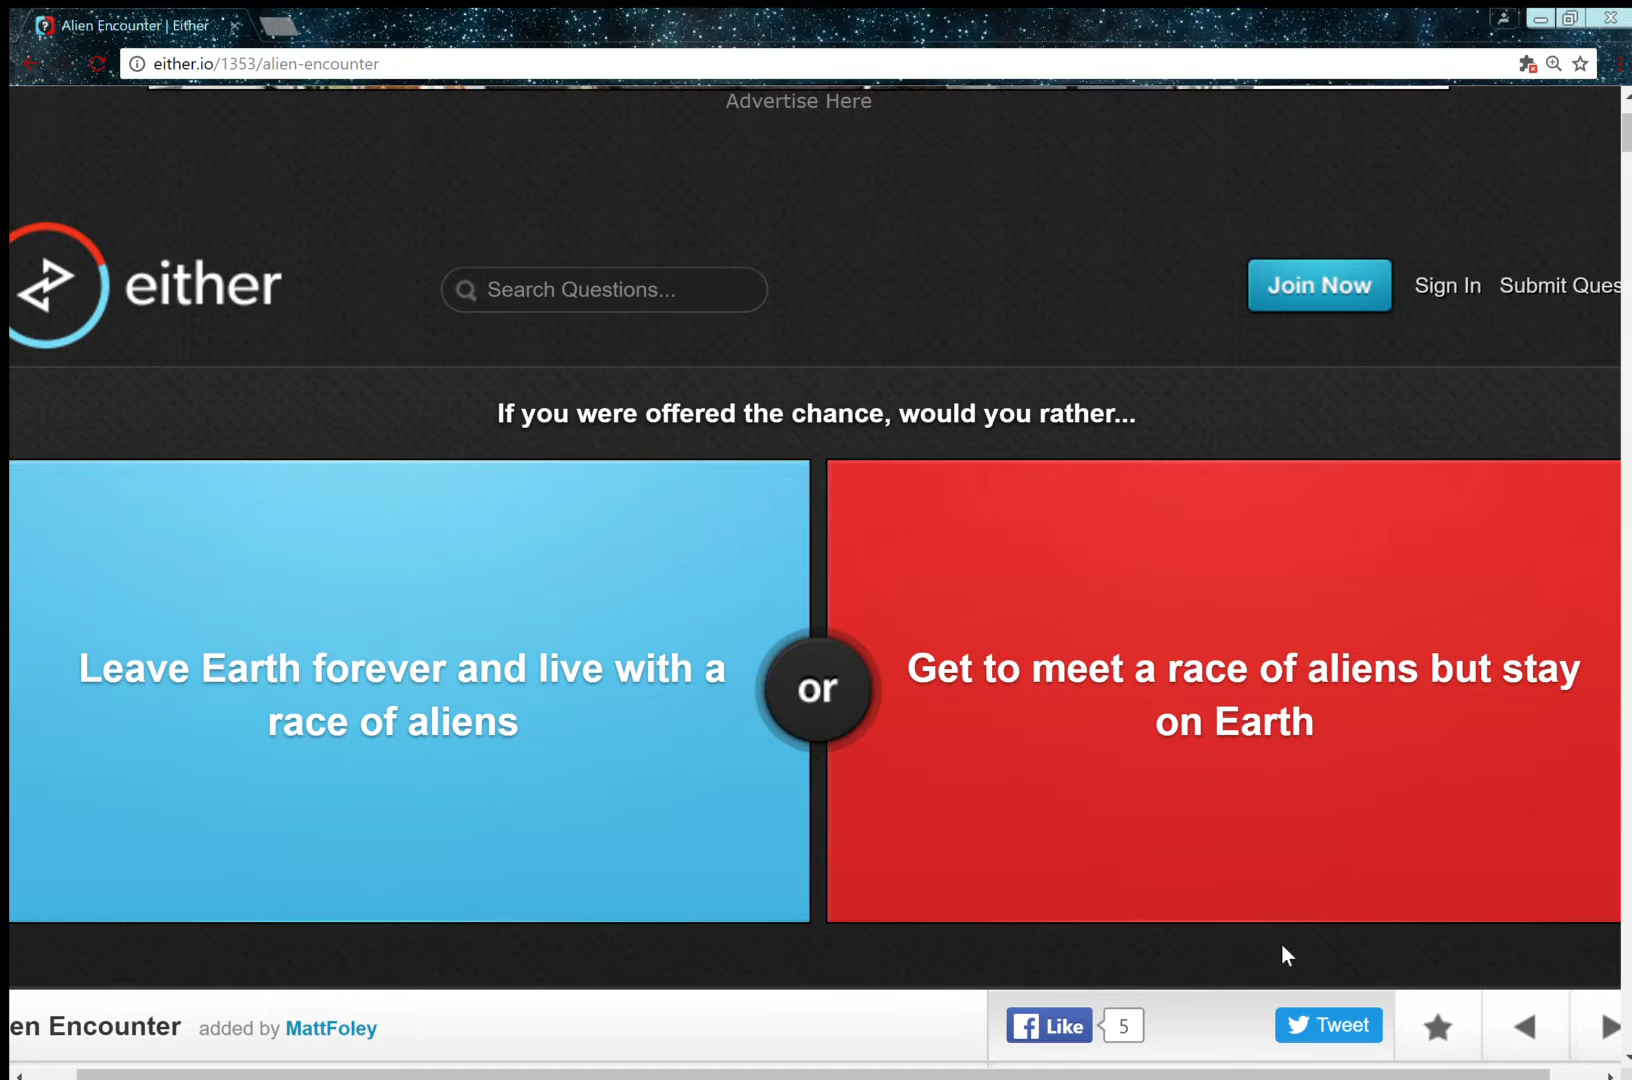 Alien Encounter | Either
either.io/1353/alien-encounter
Advertise Here
either
Search Questions...
Join Now
Sign In
Submit Ques
If you were offered the chance, would you rather...
Leave Earth forever and live with a
race of aliens
or
Get to meet a race of aliens but stay
on Earth
en Encounter added by MattFoley
Like
5
Tweet